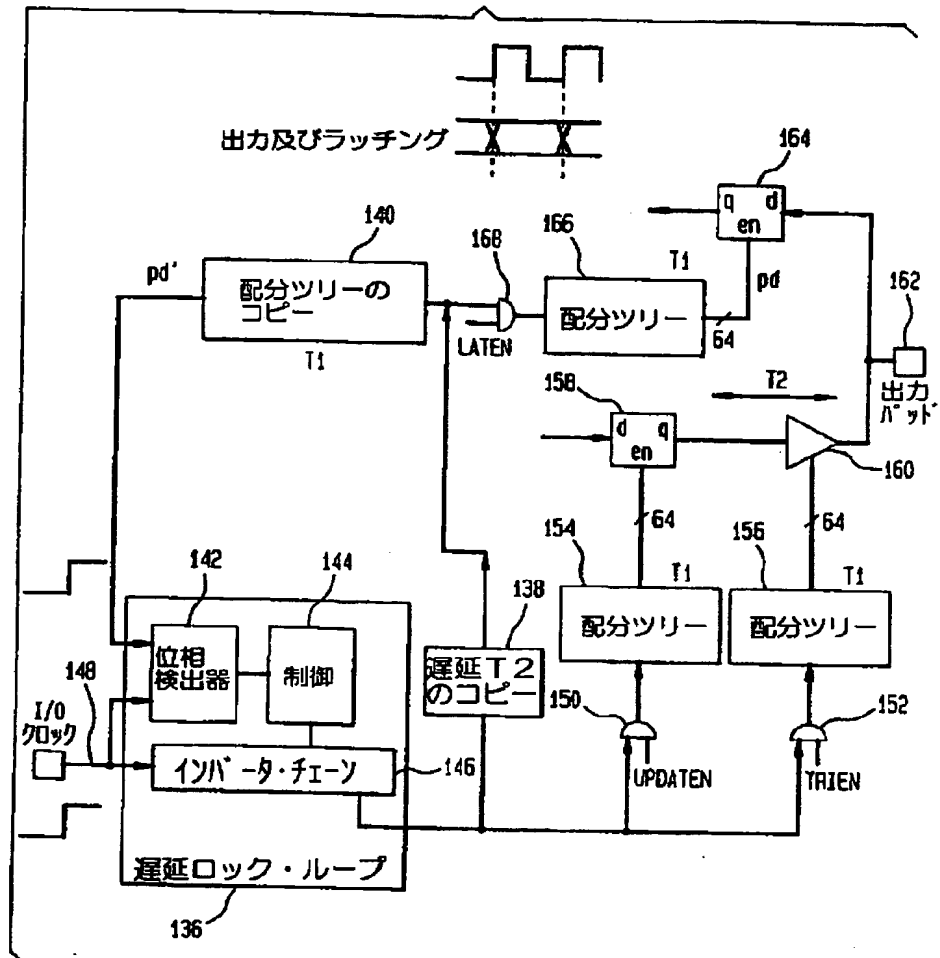 出力及びラッチング
164
q d
en
140
168
166
T1
pd
pd'
配分ツリーの
コピー
T1
LATEN
配分ツリー
64
162
出力
パッド
158
T2
d q
en
160
64
64
154
156
142
144
138
T1
T1
位相
検出器
制御
遅延T2
のコピー
配分ツリー
配分ツリー
148
I/O
クロック
150
152
インバータ・チェーン
146
UPDATEN
TRIEN
遅延ロック・ループ
136